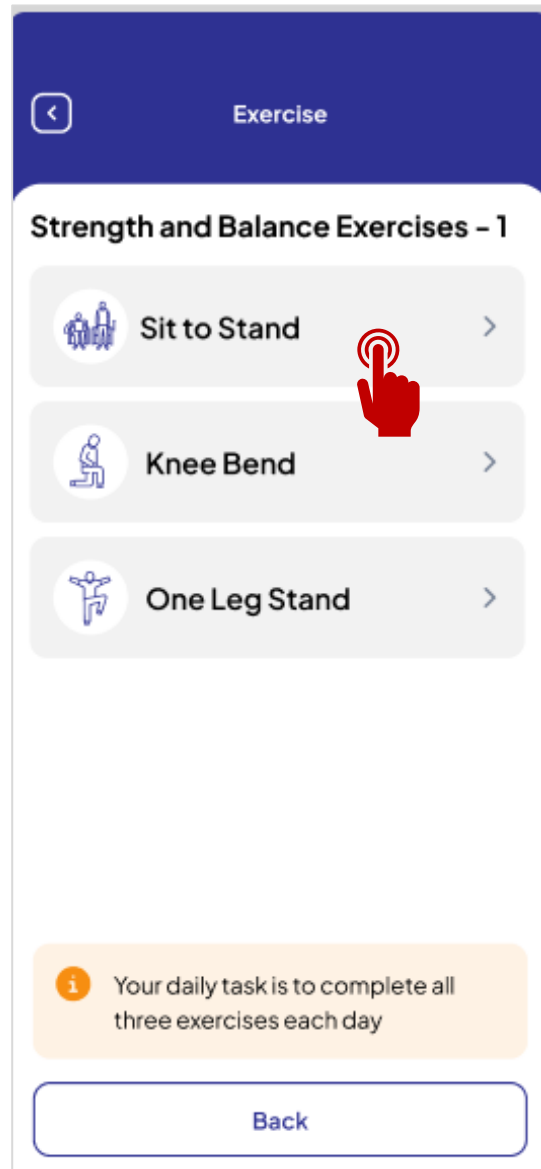 Exercise
Strength and Balance Exercises - 1
Sit to Stand
Knee Bend
One Leg Stand
Your daily task is to complete all
three exercises each day
Back